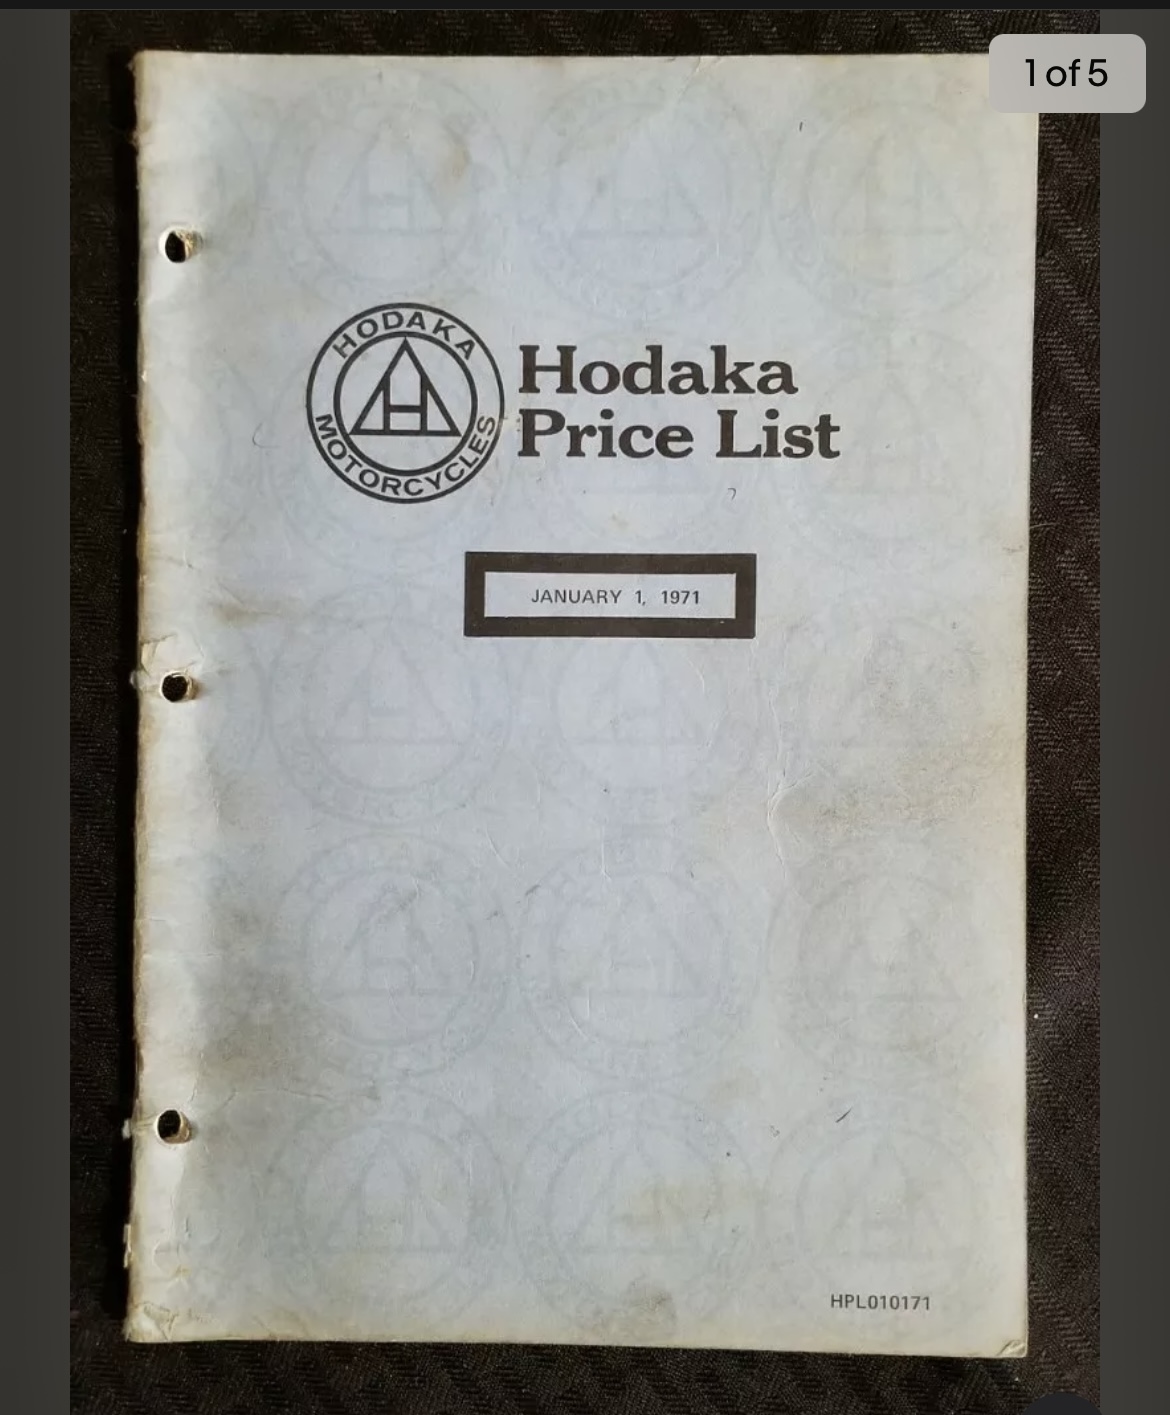 1 of 5
HODAKA
MOTORCYCLES
H
Hodaka
Price List
JANUARY 1, 1971
HPL010171